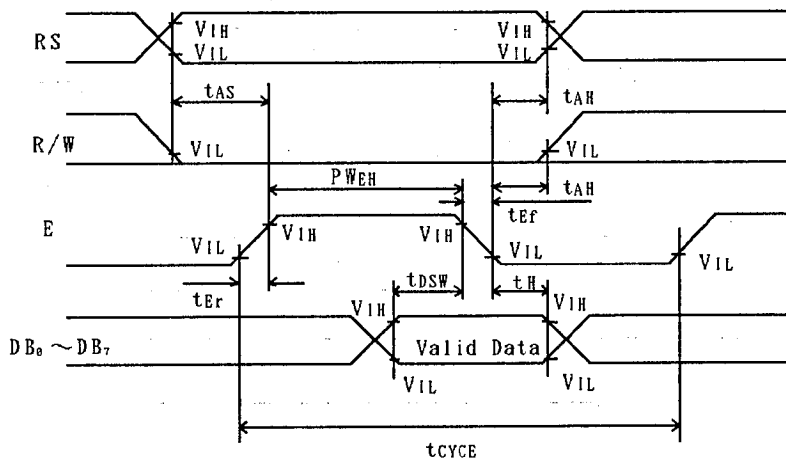 RS
VIH
VIL
VIH
VIL
tAS
tAH
R/W
VIL
VIL
PWEH
tAH
tEf
E
VIL
VIH
VIH
VIL
VIL
tEr
tDSW
tH
VIH
VIH
DB₀ ~DB₇
Valid Data
VIL
VIL
tCYCE